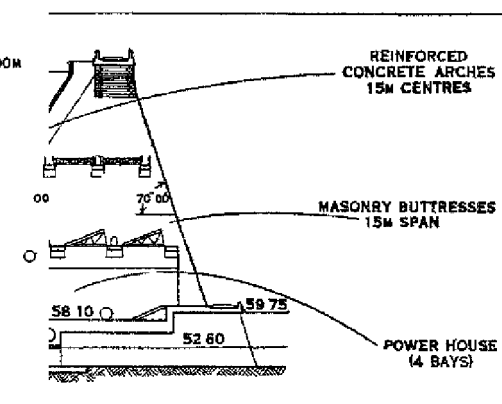 REINFORCED
CONCRETE ARCHES
15M CENTRES
70°00'
MASONRY BUTTRESSES
15M SPAN
58 10
59 75
52 60
POWER HOUSE
(4 BAYS)